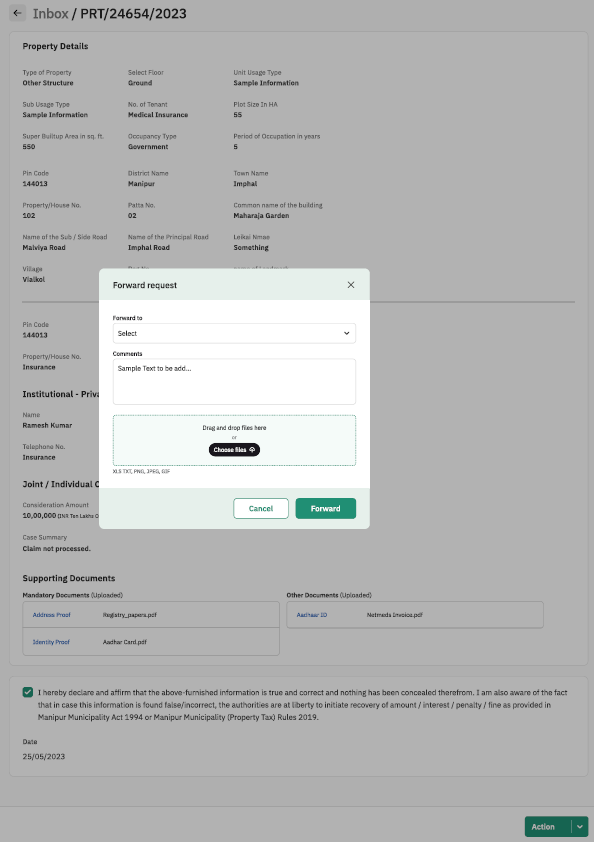 Inbox / PRT/24654/2023
Property Details
Type of Property Select Floor Unit Usage Type
Other Structure Ground Sample Information
Sub Usage Type No. of Tenant Plot Size In HA
Sample Information Medical Insurance 55
Super Builtup Area in sq. ft. Occupancy Type Period of Occupation in years
550 Government 5
Pin Code District Name Town Name
144013 Manipur Imphal
Property/House No. Patta No. Common name of the building
102 02 Maharaja Garden
Name of the Sub / Side Road Name of the Principal Road Leikai Nmae
Malviya Road Imphal Road Something
Village
Vialkol
Forward request
Forward to
Select
Comments
Sample Text to be add...
Drag and drop files here
or
Choose files
XLS TXT, PNG, JPEG, GIF
Cancel Forward
Pin Code
144013
Property/House No.
Insurance
Institutional - Priva
Name
Ramesh Kumar
Telephone No.
Insurance
Joint / Individual
Consideration Amount
10,00,000 (INR Ten Lakhs
Case Summary
Claim not processed.
Supporting Documents
Mandatory Documents (Uploaded) Other Documents (Uploaded)
Address Proof Registry_papers.pdf Aadhaar ID Netmeds Invoice.pdf
Identity Proof Aadhar Card.pdf
I hereby declare and affirm that the above-furnished information is true and correct and nothing has been concealed therefrom. I am also aware of the fact
that in case this information is found false/incorrect, the authorities are at liberty to initiate recovery of amount / interest / penalty / fine as provided in
Manipur Municipality Act 1994 or Manipur Municipality (Property Tax) Rules 2019.
Date
25/05/2023
Action